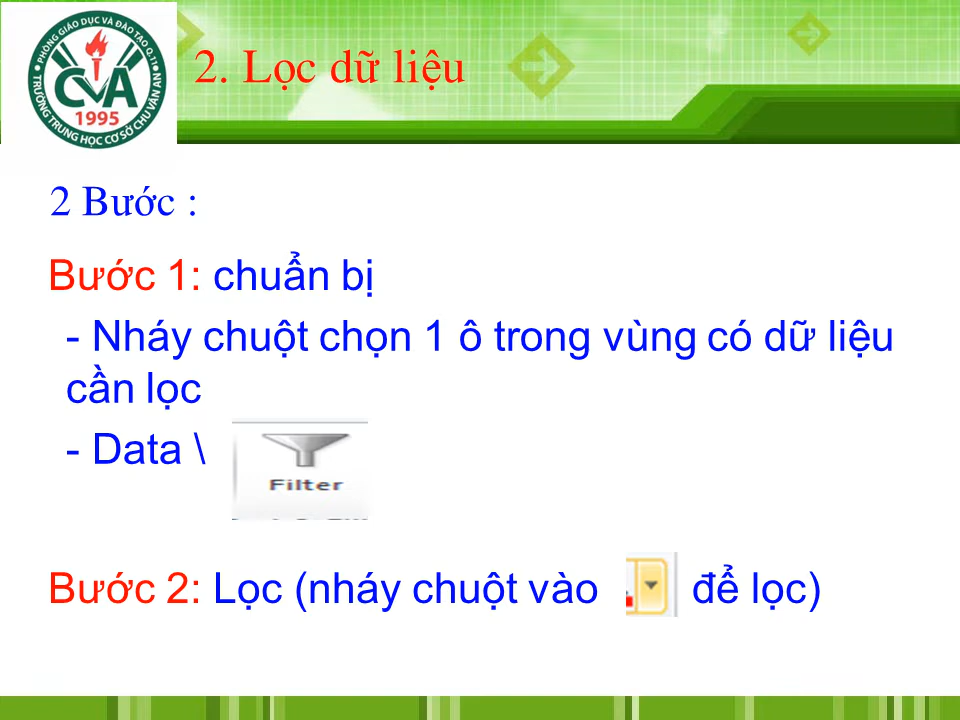 PHÒNG GIÁO DỤC VÀ ĐÀO TẠO Q.11
CVA
1995
TRƯỜNG TRUNG HỌC CƠ SỞ CHU VĂN AN
2. Lọc dữ liệu
2 Bước :
Bước 1: chuẩn bị
- Nháy chuột chọn 1 ô trong vùng có dữ liệu
cần lọc
- Data \
Filter
Bước 2: Lọc (nháy chuột vào để lọc)